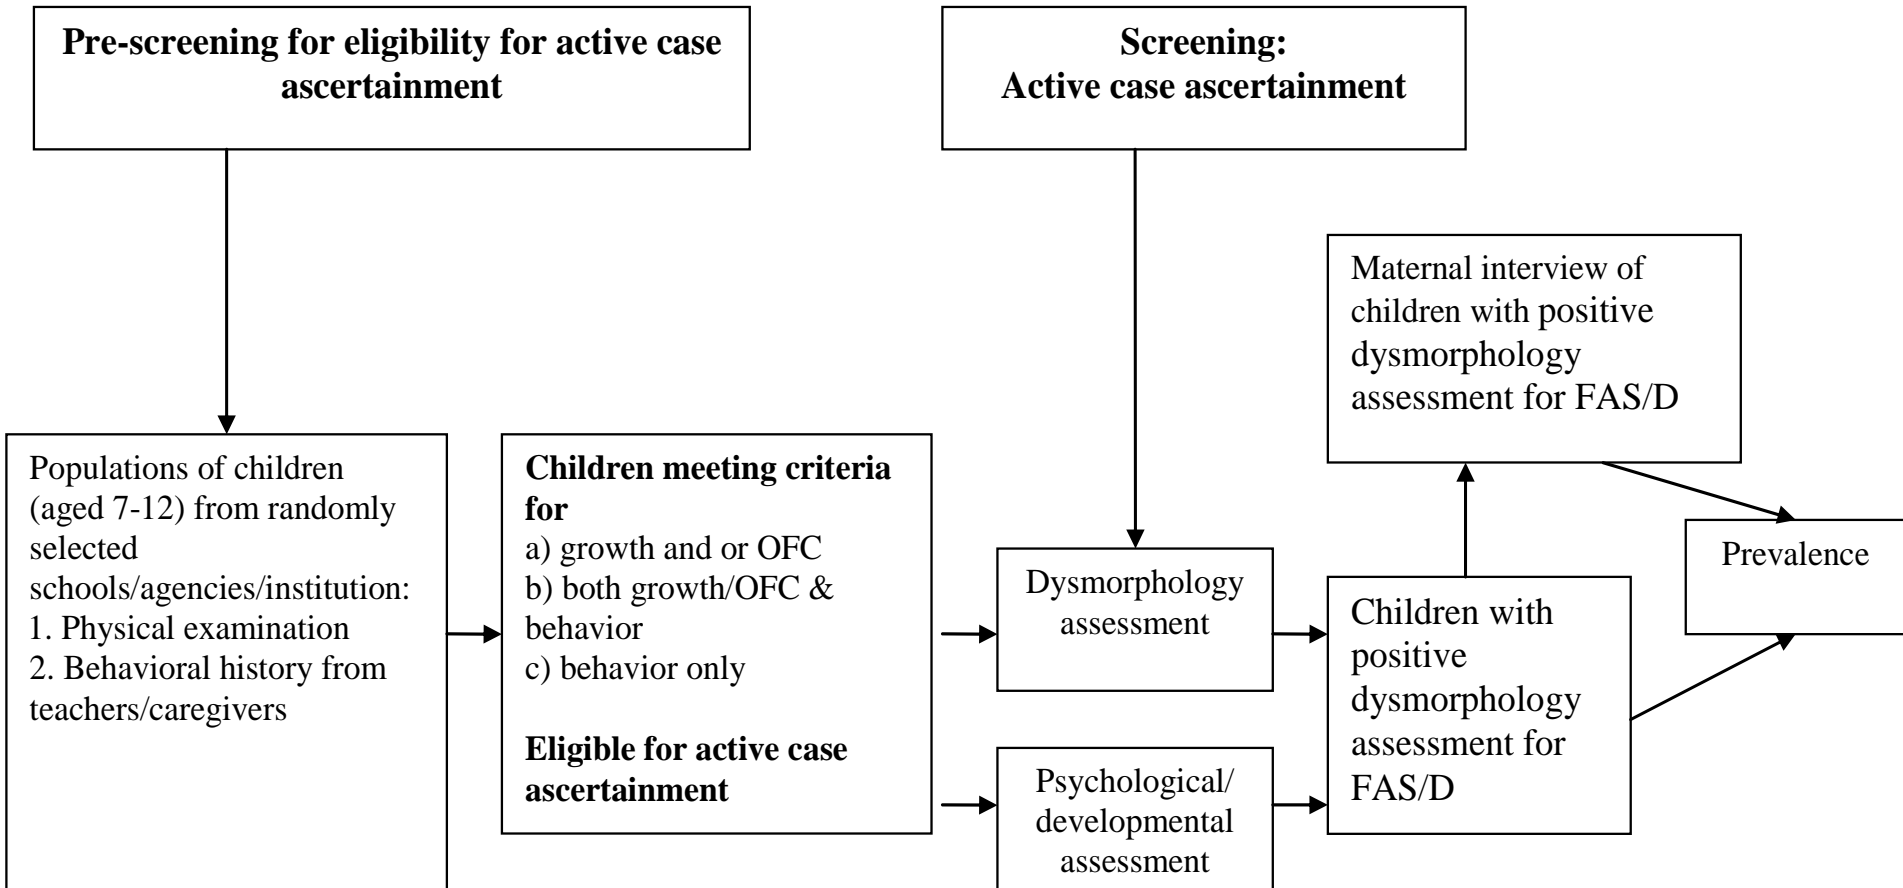 Pre-screening for eligibility for active case
ascertainment
Screening:
Active case ascertainment
Populations of children
(aged 7-12) from randomly
selected
schools/agencies/institution:
1. Physical examination
2. Behavioral history from
teachers/caregivers
Children meeting criteria
for
a) growth and or OFC
b) both growth/OFC &
behavior
c) behavior only
Eligible for active case
ascertainment
Dysmorphology
assessment
Psychological/
developmental
assessment
Maternal interview of
children with positive
dysmorphology
assessment for FAS/D
Children with
positive
dysmorphology
assessment for
FAS/D
Prevalence